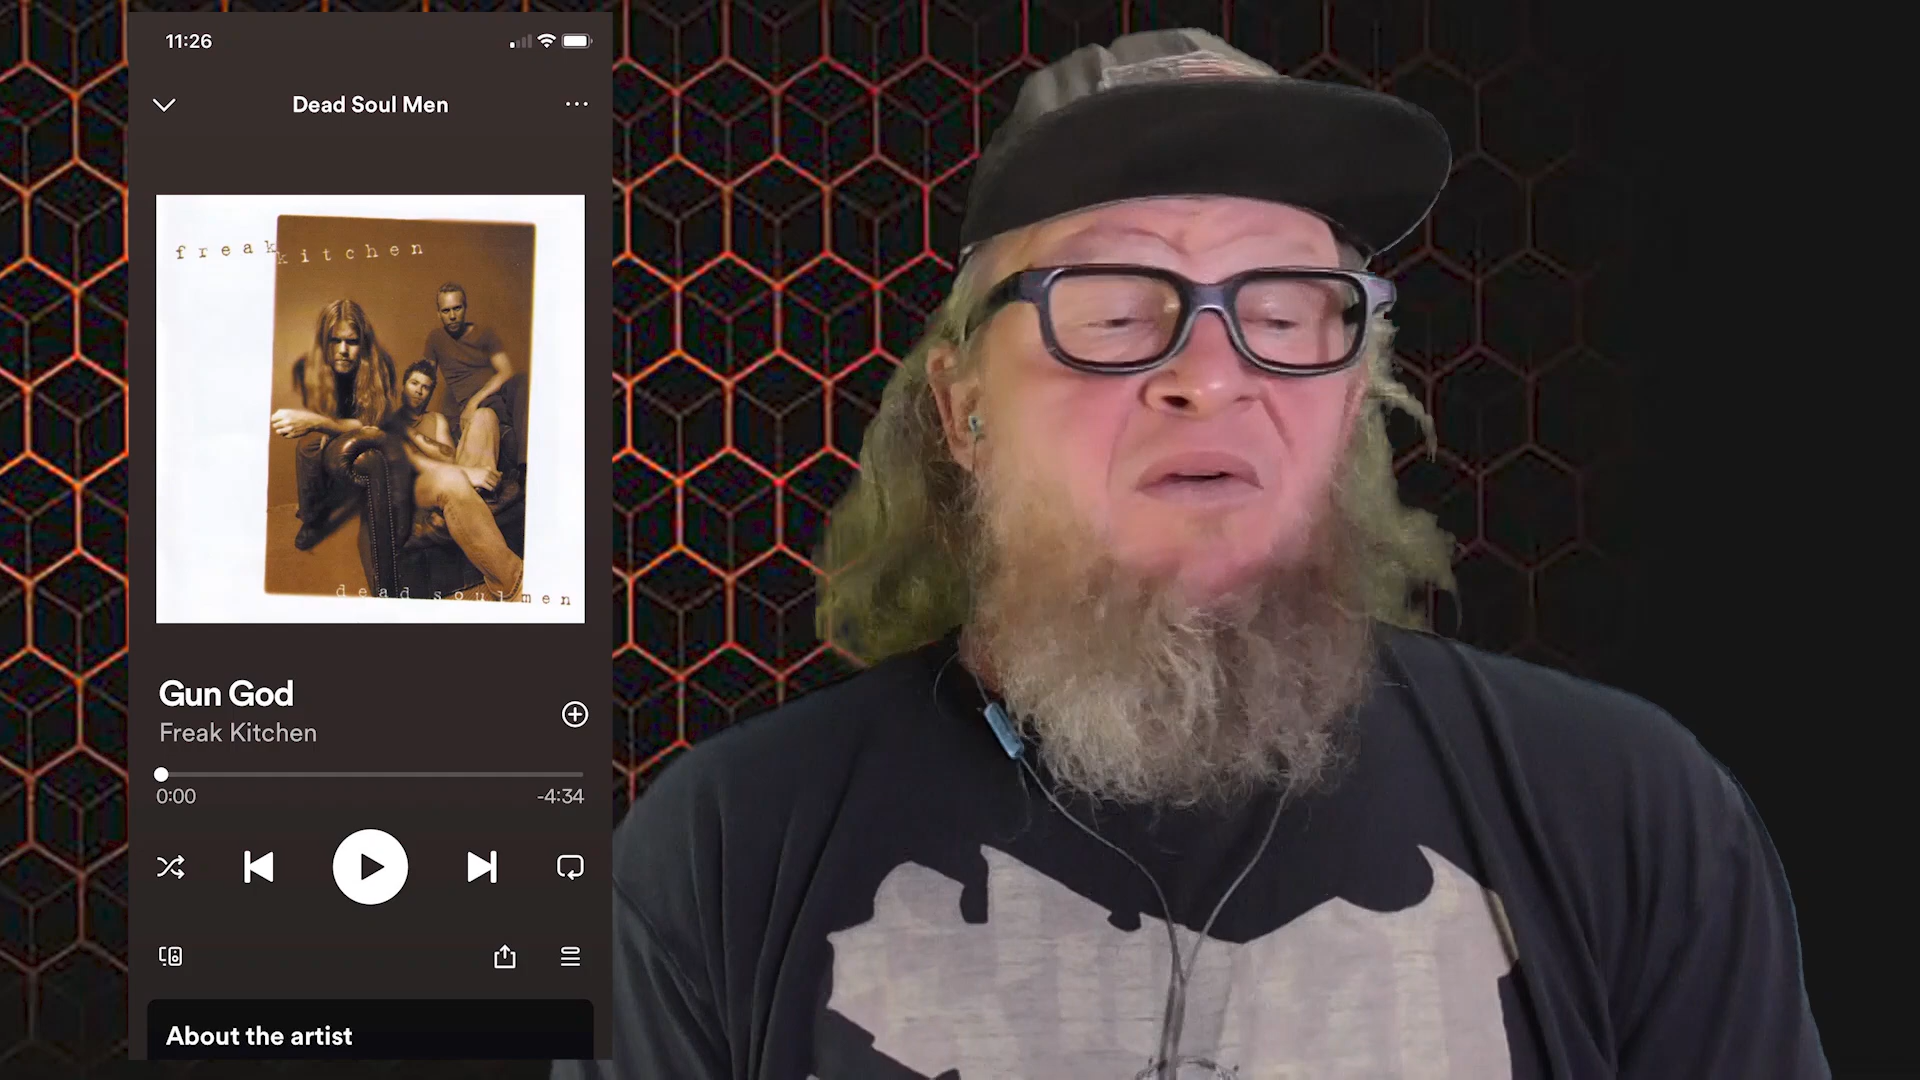 11:26
Dead Soul Men
freak kitchen
dead soul men
Gun God
Freak Kitchen
0:00
-4:34
About the artist